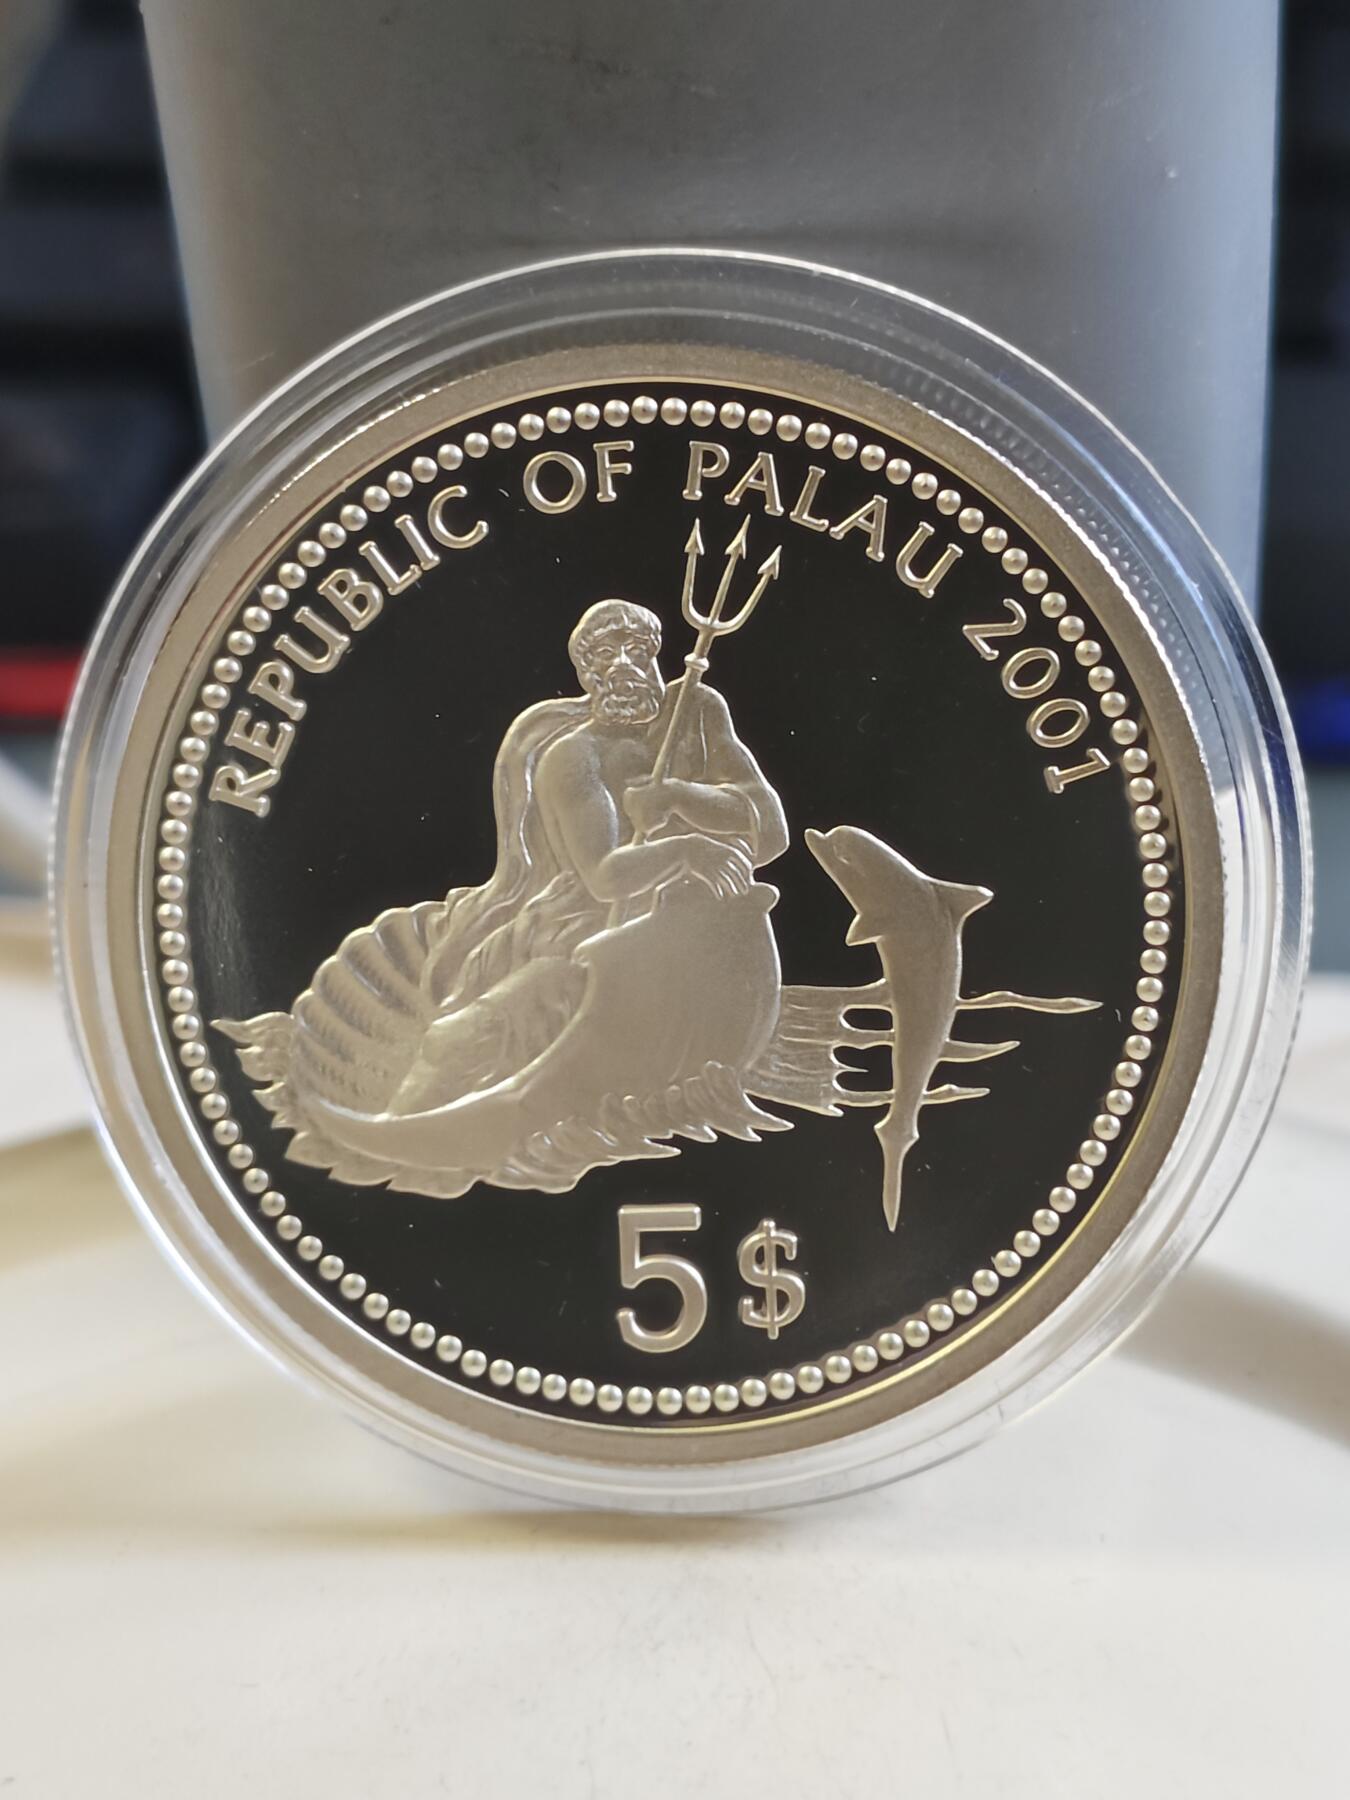 REPUBLIC OF PALAU 2001
5 $